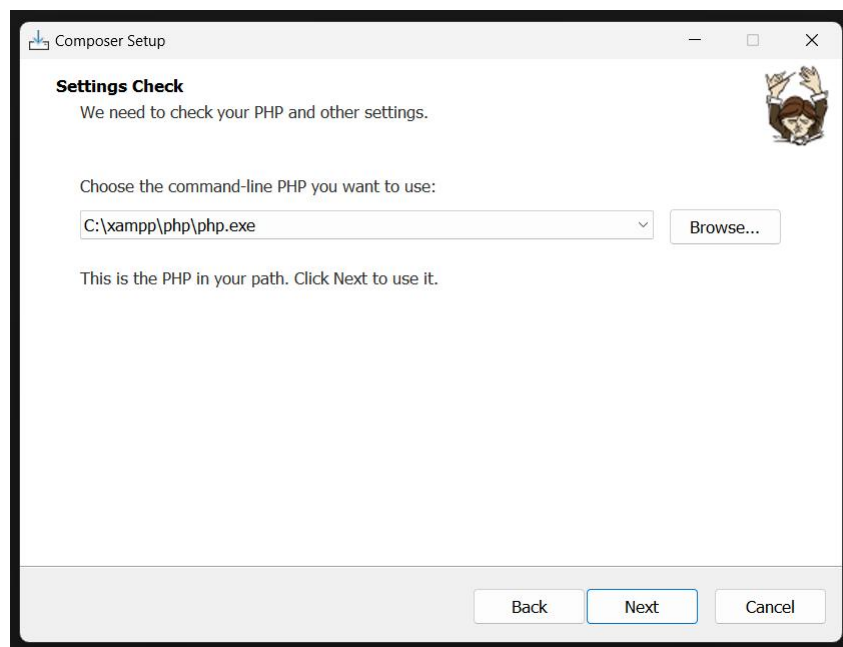 Composer Setup
Settings Check
We need to check your PHP and other settings.
Choose the command-line PHP you want to use:
C:\xampp\php\php.exe
Browse...
This is the PHP in your path. Click Next to use it.
Back
Next
Cancel